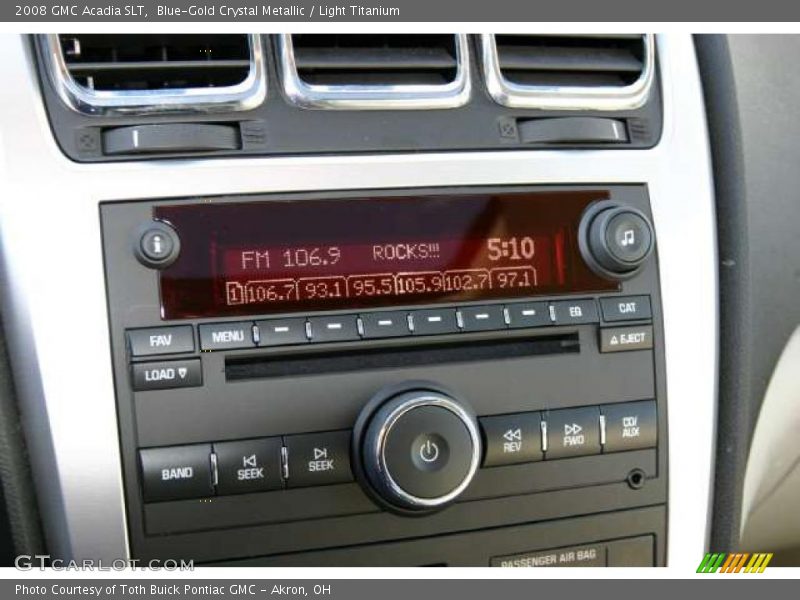 2008 GMC Acadia SLT,  Blue-Gold Crystal Metallic / Light Titanium
i
FM 106.9 ROCKS!!! 5:10
1 106.7 93.1 95.5 105.9 102.7 97.1
FAV MENU EQ CAT
LOAD EJECT
BAND SEEK SEEK REV FWD CD/AUX
PASSENGER AIR BAG
GTcarlot.com
Photo Courtesy of Toth Buick Pontiac GMC - Akron, OH